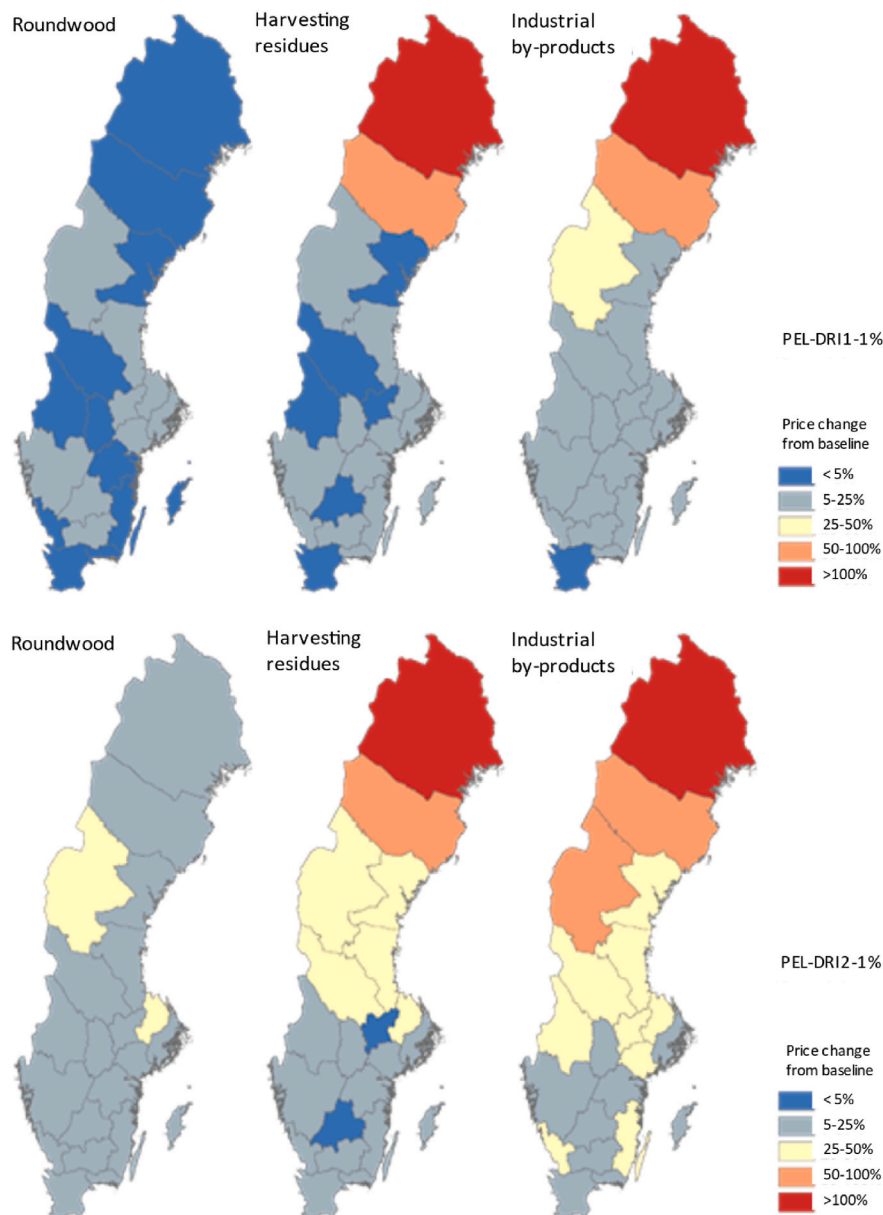 Roundwood
Harvesting
residues
Industrial
by-products
PEL-DRI1-1%
Price change
from baseline
< 5%
5-25%
25-50%
50-100%
>100%
Roundwood
Harvesting
residues
Industrial
by-products
PEL-DRI2-1%
Price change
from baseline
< 5%
5-25%
25-50%
50-100%
>100%